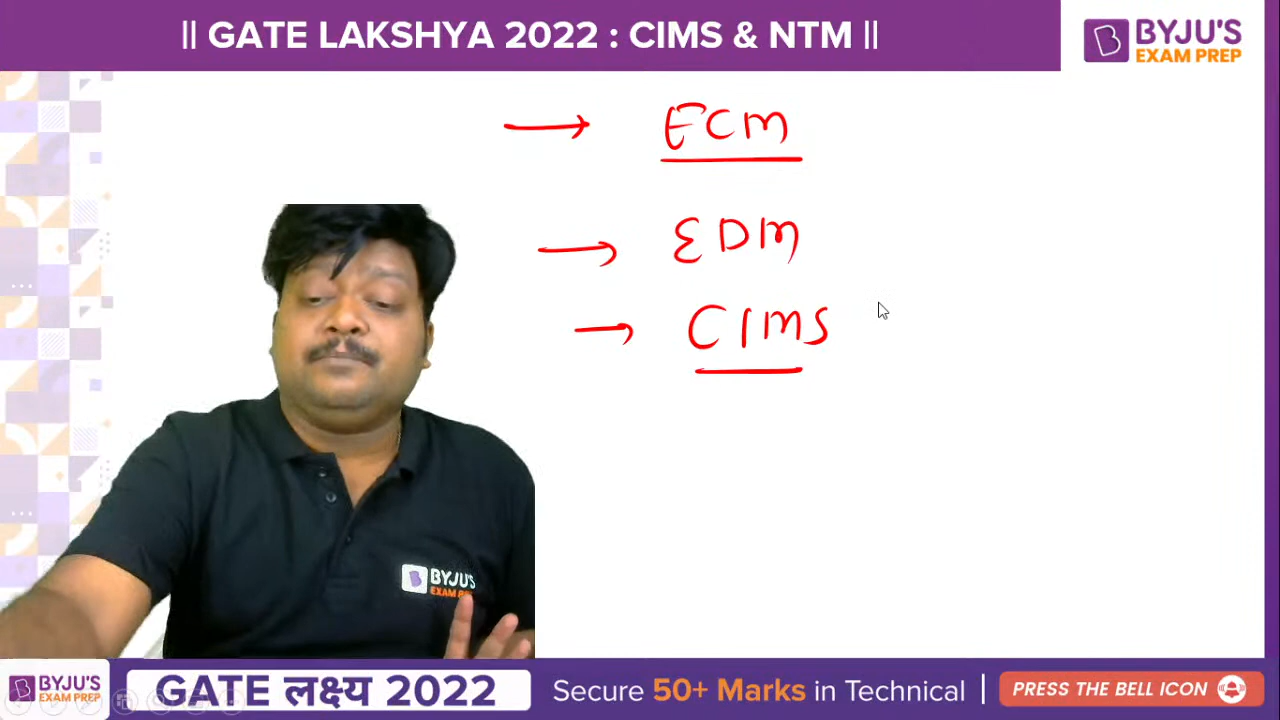 || GATE LAKSHYA 2022 : CIMS & NTM ||
BYJU'S
EXAM PREP
→ ECM
→ EDM
→ CIMS
BYJU'S
EXAM
BYJU'S
EXAM PREP
GATE लक्ष्य 2022
Secure 50+ Marks in Technical
PRESS THE BELL ICON